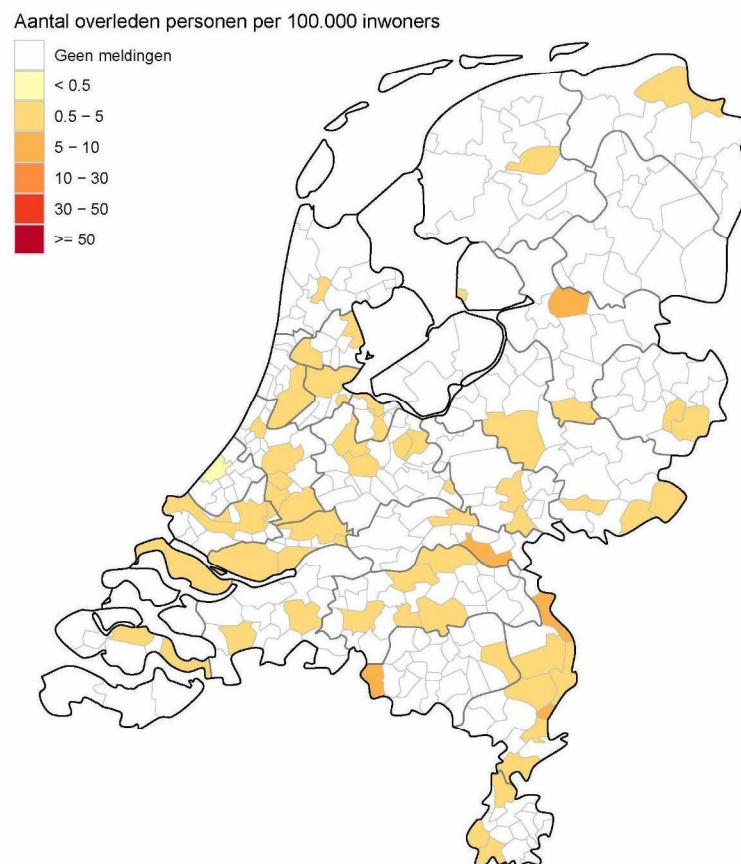 Aantal overleden personen per 100.000 inwoners
Geen meldingen
< 0.5
0.5 − 5
5 − 10
10 − 30
30 − 50
>= 50